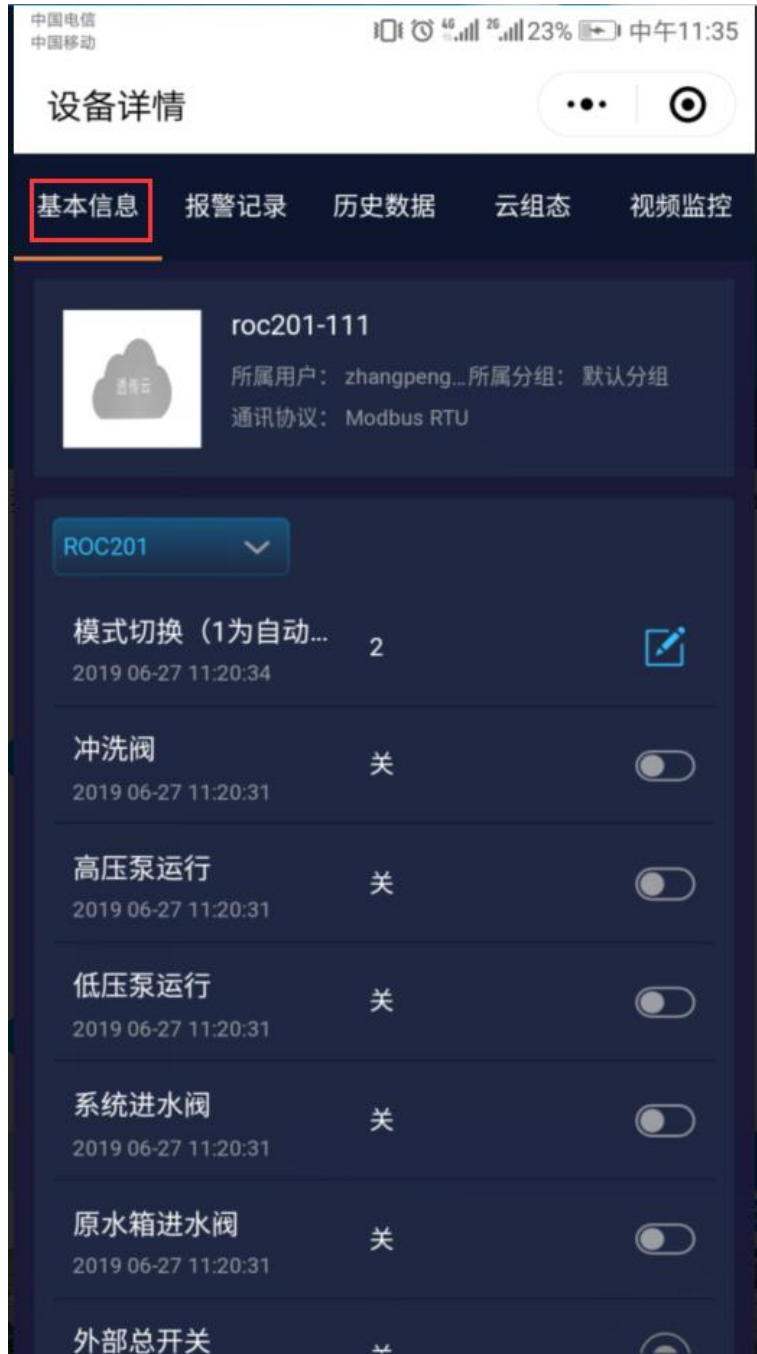 中国电信
中国移动
4G 2G 23% 中午11:35
设备详情
基本信息 报警记录 历史数据 云组态 视频监控
roc201-111
透传云
所属用户： zhangpeng... 所属分组： 默认分组
通讯协议： Modbus RTU
ROC201
模式切换（1为自动... 2
2019 06-27 11:20:34
冲洗阀 关
2019 06-27 11:20:31
高压泵运行 关
2019 06-27 11:20:31
低压泵运行 关
2019 06-27 11:20:31
系统进水阀 关
2019 06-27 11:20:31
原水箱进水阀 关
2019 06-27 11:20:31
外部总开关